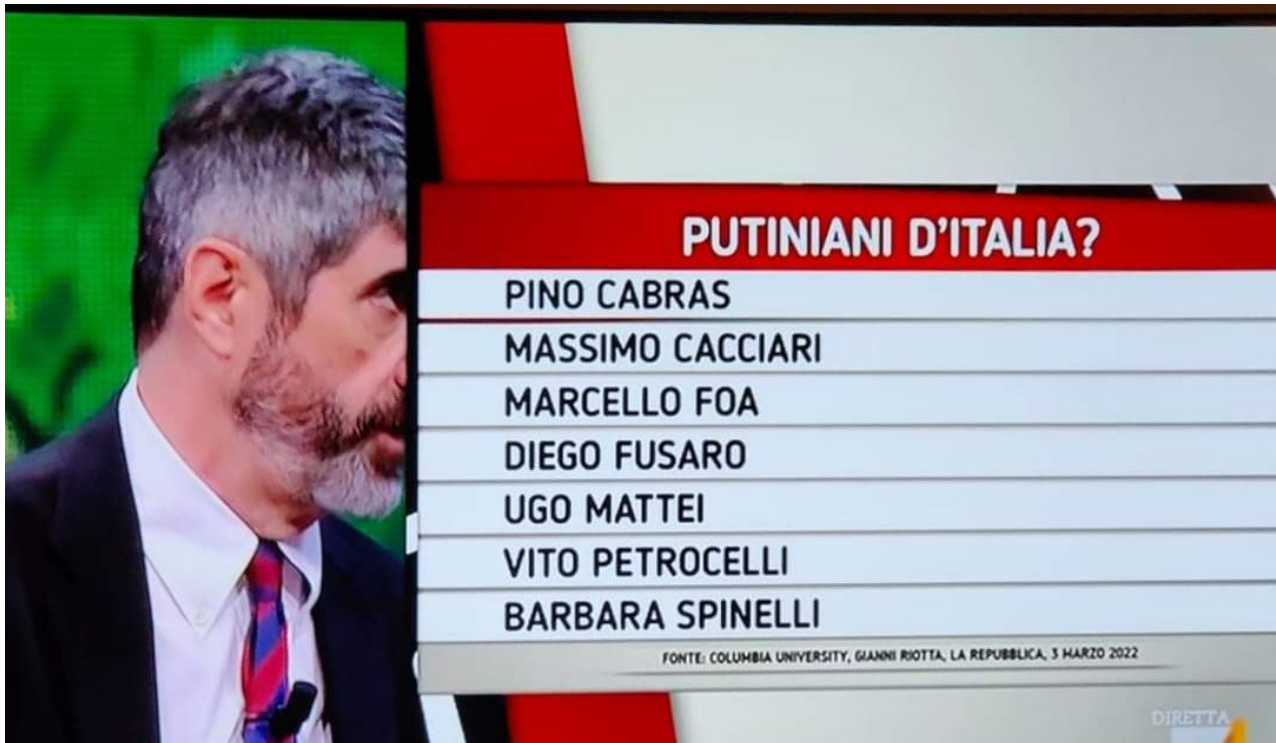 PUTINIANI D'ITALIA?
PINO CABRAS
MASSIMO CACCIARI
MARCELLO FOA
DIEGO FUSARO
UGO MATTEI
VITO PETROCELLI
BARBARA SPINELLI
FONTE: COLUMBIA UNIVERSITY, GIANNI RIOTTA, LA REPUBBLICA, 3 MARZO 2022
DIRETTA